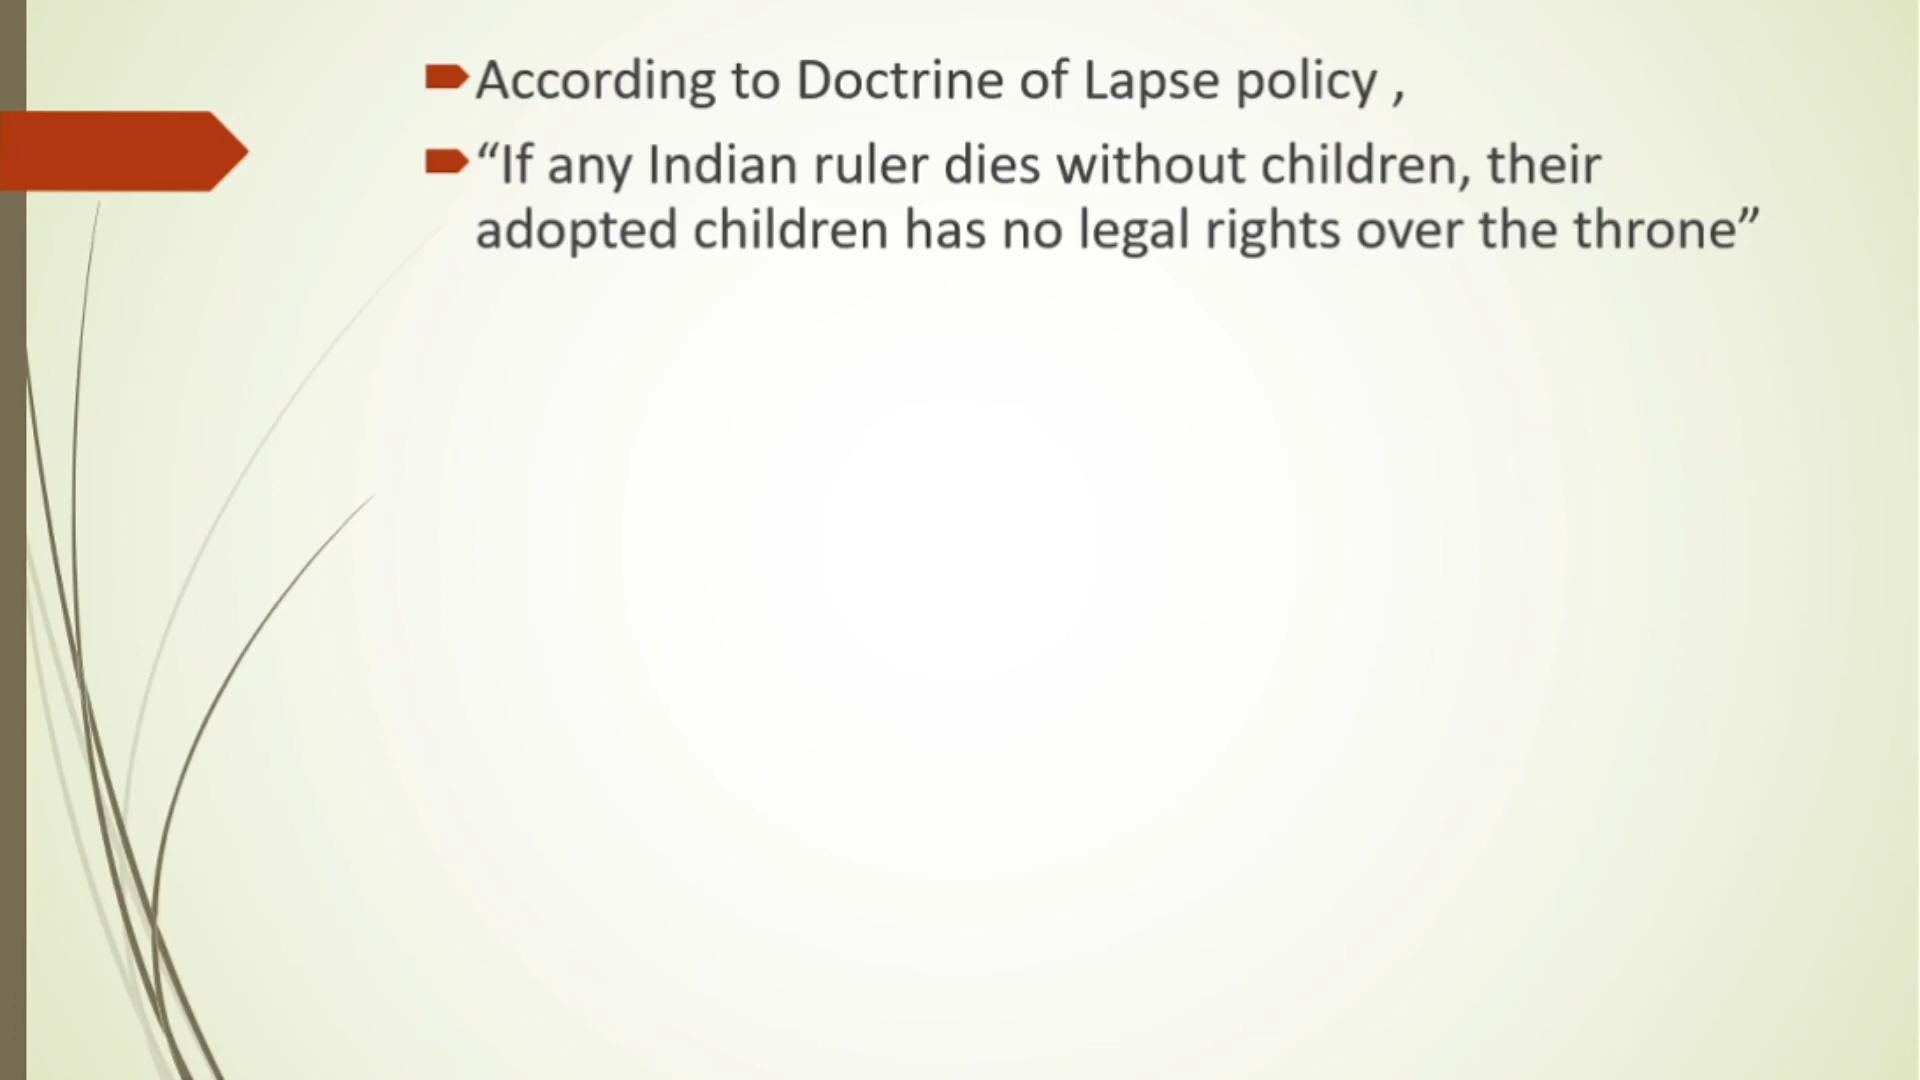 According to Doctrine of Lapse policy ,
“If any Indian ruler dies without children, their
adopted children has no legal rights over the throne”